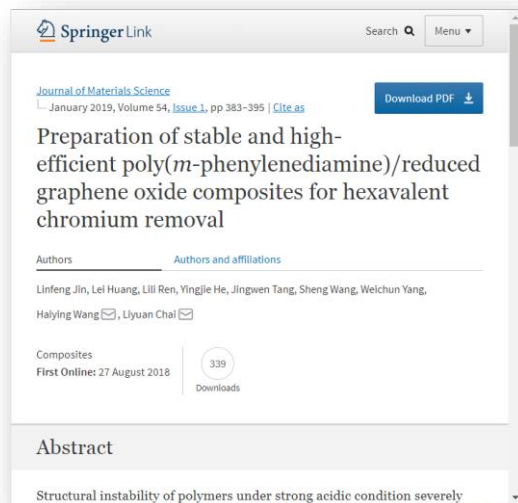 Springer Link
Search
Menu
Journal of Materials Science
January 2019, Volume 54, Issue 1, pp 383–395 | Cite as
Download PDF
Preparation of stable and high-
efficient poly(m-phenylenediamine)/reduced
graphene oxide composites for hexavalent
chromium removal
Authors
Authors and affiliations
Linfeng Jin, Lei Huang, Lili Ren, Yingjie He, Jingwen Tang, Sheng Wang, Weichun Yang,
Haiying Wang, Liyuan Chai
Composites
First Online: 27 August 2018
339
Downloads
Abstract
Structural instability of polymers under strong acidic condition severely